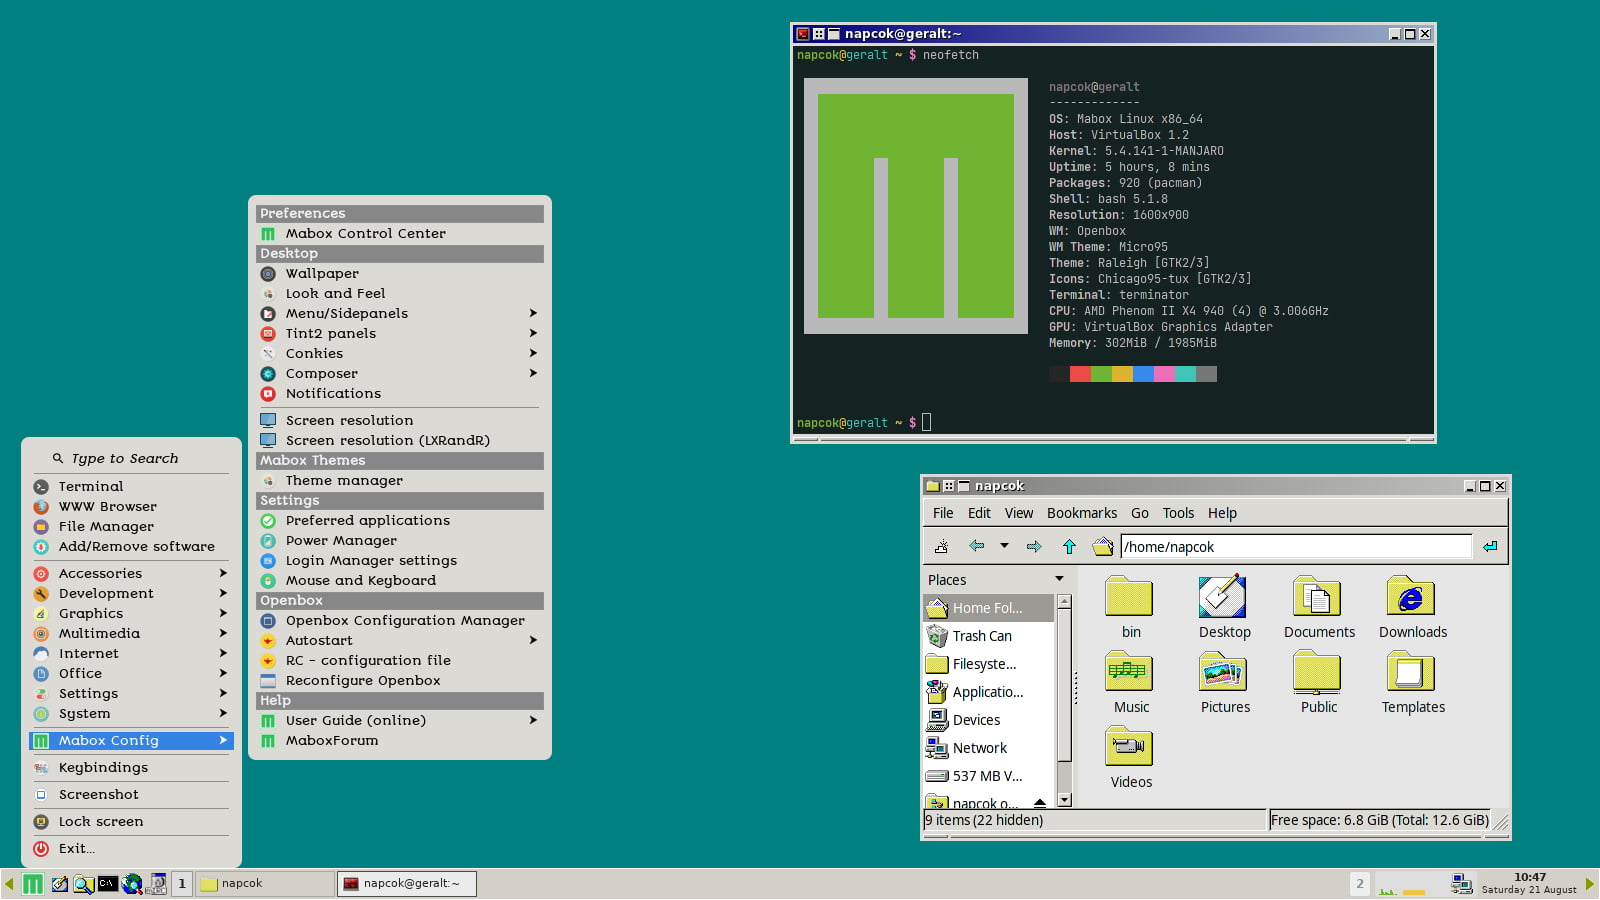 napcok@geralt:~
napcok@geralt ~ $ neofetch
napcok@geralt
-------------
OS: Mabox Linux x86_64
Host: VirtualBox 1.2
Kernel: 5.4.141-1-MANJARO
Uptime: 5 hours, 8 mins
Packages: 920 (pacman)
Shell: bash 5.1.8
Resolution: 1600x900
WM: Openbox
WM Theme: Micro95
Theme: Raleigh [GTK2/3]
Icons: Chicago95-tux [GTK2/3]
Terminal: terminator
CPU: AMD Phenom II X4 940 (4) @ 3.006GHz
GPU: VirtualBox Graphics Adapter
Memory: 302MiB / 1985MiB
napcok@geralt ~ $
Preferences
Mabox Control Center
Desktop
Wallpaper
Look and Feel
Menu/Sidepanels
Tint2 panels
Conkies
Composer
Notifications
Screen resolution
Screen resolution (LXRandR)
Mabox Themes
Theme manager
Settings
Preferred applications
Power Manager
Login Manager settings
Mouse and Keyboard
Openbox
Openbox Configuration Manager
Autostart
RC - configuration file
Reconfigure Openbox
Help
User Guide (online)
MaboxForum
Type to Search
Terminal
WWW Browser
File Manager
Add/Remove software
Accessories
Development
Graphics
Multimedia
Internet
Office
Settings
System
Mabox Config
Keybindings
Screenshot
Lock screen
Exit...
napcok
File Edit View Bookmarks Go Tools Help
/home/napcok
Places
Home Fol...
Trash Can
Filesyste...
Applicatio...
Devices
Network
537 MB V...
napcok o...
bin Desktop Documents Downloads
Music Pictures Public Templates
Videos
9 items (22 hidden)
Free space: 6.8 GiB (Total: 12.6 GiB)
C:\
1
napcok
napcok@geralt: ~
2
10:47
Saturday 21 August